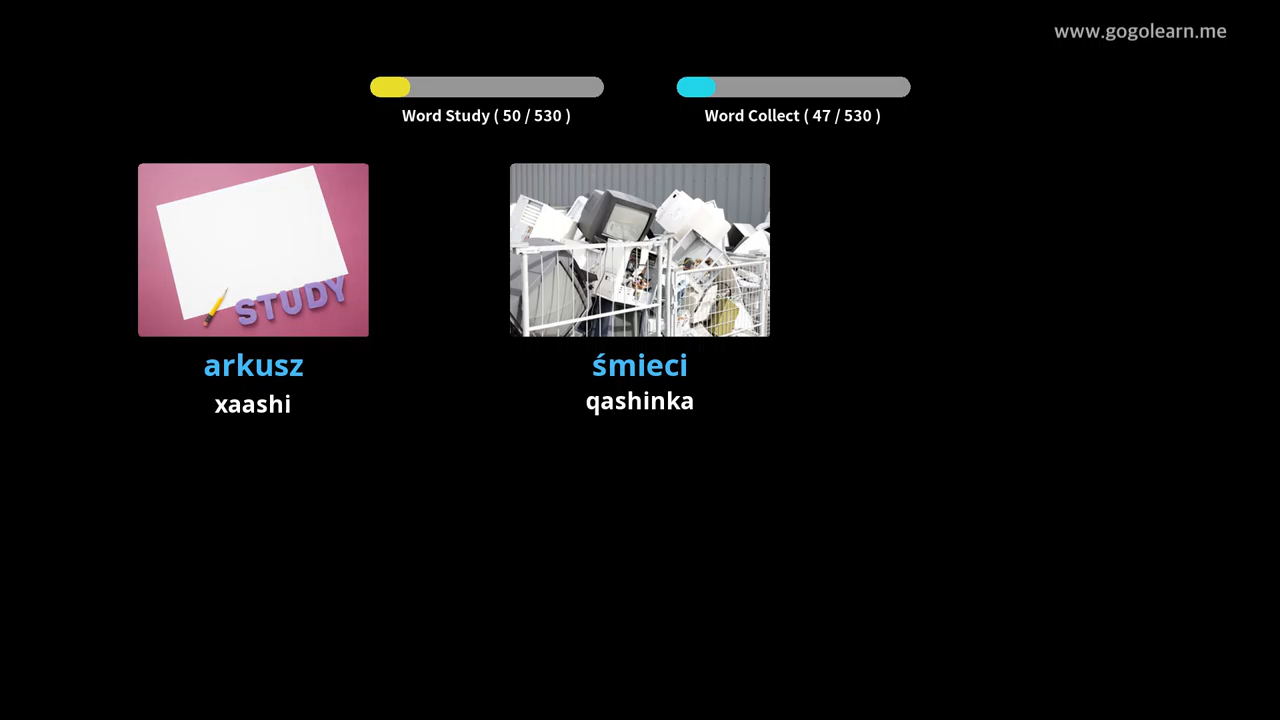 www.gogolearn.me
Word Study ( 50 / 530 )
Word Collect ( 47 / 530 )
STUDY
arkusz
śmieci
xaashi
qashinka